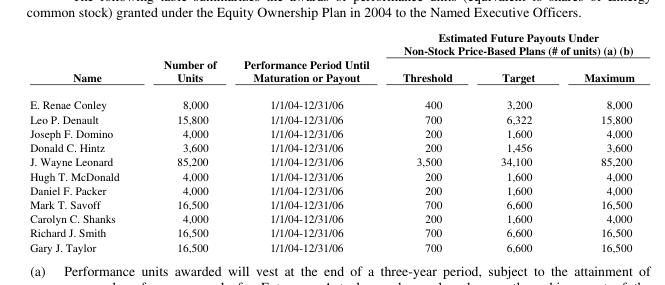 common stock) granted under the Equity Ownership Plan in 2004 to the Named Executive Officers.
Estimated Future Payouts Under
Non-Stock Price-Based Plans (# of units) (a) (b)
Number of Performance Period Until
Name Units Maturation or Payout Threshold Target Maximum
E. Renae Conley 8,000 1/1/04-12/31/06 400 3,200 8,000
Leo P. Denault 15,800 1/1/04-12/31/06 700 6,322 15,800
Joseph F. Domino 4,000 1/1/04-12/31/06 200 1,600 4,000
Donald C. Hintz 3,600 1/1/04-12/31/06 200 1,456 3,600
J. Wayne Leonard 85,200 1/1/04-12/31/06 3,500 34,100 85,200
Hugh T. McDonald 4,000 1/1/04-12/31/06 200 1,600 4,000
Daniel F. Packer 4,000 1/1/04-12/31/06 200 1,600 4,000
Mark T. Savoff 16,500 1/1/04-12/31/06 700 6,600 16,500
Carolyn C. Shanks 4,000 1/1/04-12/31/06 200 1,600 4,000
Richard J. Smith 16,500 1/1/04-12/31/06 700 6,600 16,500
Gary J. Taylor 16,500 1/1/04-12/31/06 700 6,600 16,500
(a) Performance units awarded will vest at the end of a three-year period, subject to the attainment of